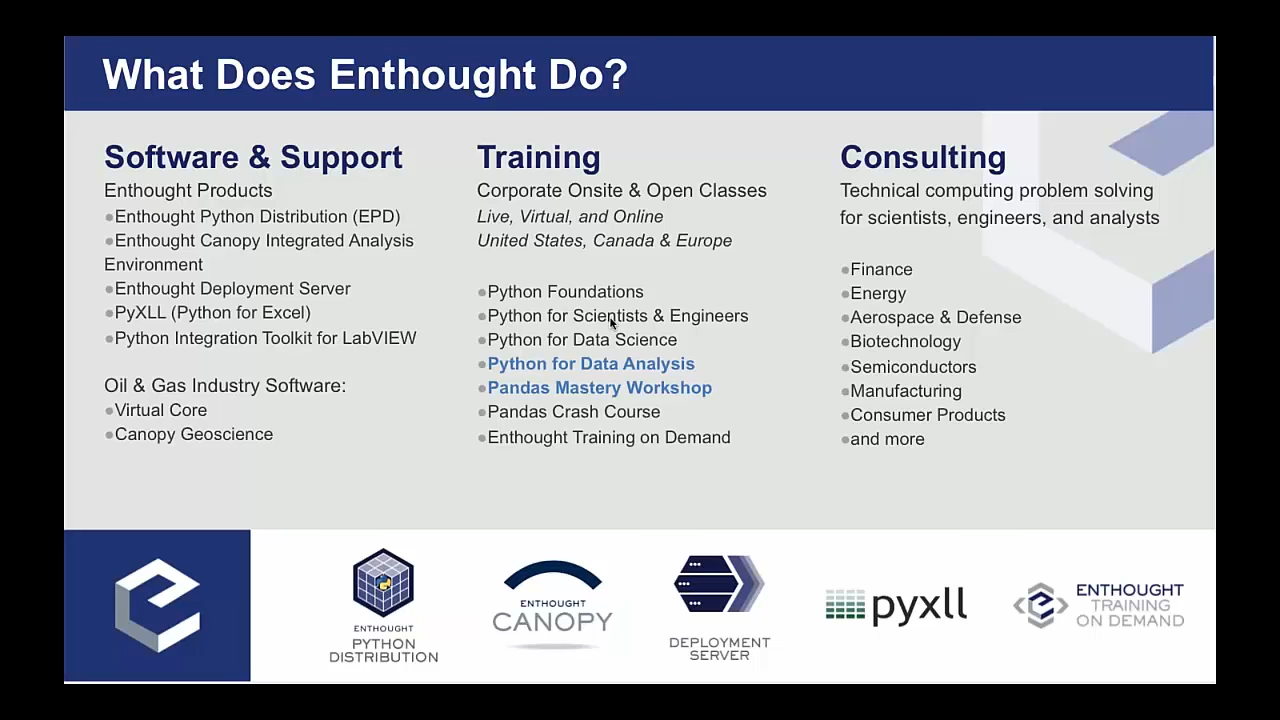 What Does Enthought Do?
Software & Support
Enthought Products
●Enthought Python Distribution (EPD)
●Enthought Canopy Integrated Analysis
Environment
●Enthought Deployment Server
●PyXLL (Python for Excel)
●Python Integration Toolkit for LabVIEW
Oil & Gas Industry Software:
●Virtual Core
●Canopy Geoscience
Training
Corporate Onsite & Open Classes
Live, Virtual, and Online
United States, Canada & Europe
●Python Foundations
●Python for Scientists & Engineers
●Python for Data Science
●Python for Data Analysis
●Pandas Mastery Workshop
●Pandas Crash Course
●Enthought Training on Demand
Consulting
Technical computing problem solving
for scientists, engineers, and analysts
●Finance
●Energy
●Aerospace & Defense
●Biotechnology
●Semiconductors
●Manufacturing
●Consumer Products
●and more
ENTHOUGHT
PYTHON
DISTRIBUTION
ENTHOUGHT
CANOPY
DEPLOYMENT
SERVER
pyxll
ENTHOUGHT
TRAINING
ON DEMAND